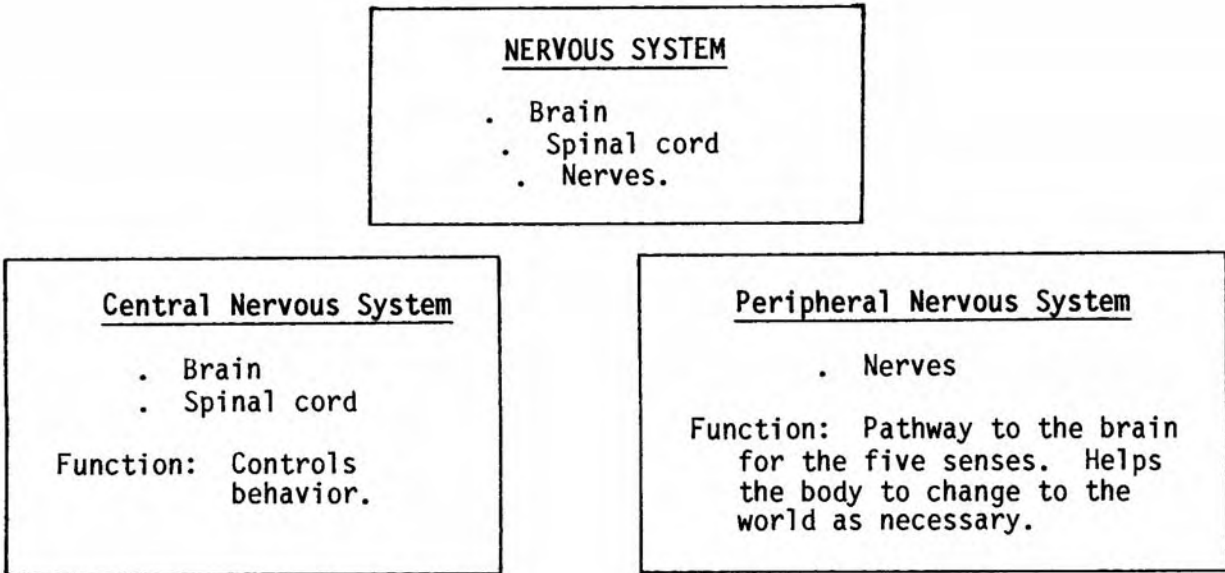 NERVOUS SYSTEM
. Brain
. Spinal cord
. Nerves.
Central Nervous System
. Brain
. Spinal cord
Function: Controls
behavior.
Peripheral Nervous System
. Nerves
Function: Pathway to the brain
for the five senses. Helps
the body to change to the
world as necessary.